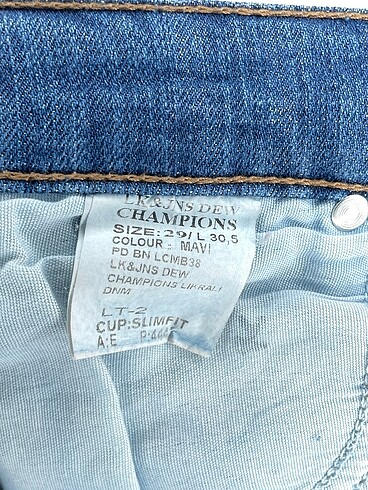 LK&JNS DEW
CHAMPIONS
SIZE:29/L 30,5
COLOUR : MAVI
PD BN LCMB38
LK&JNS DEW
CHAMPIONS LIKRALI
DNM
LT-2
CUP:SLIMFIT
A:E